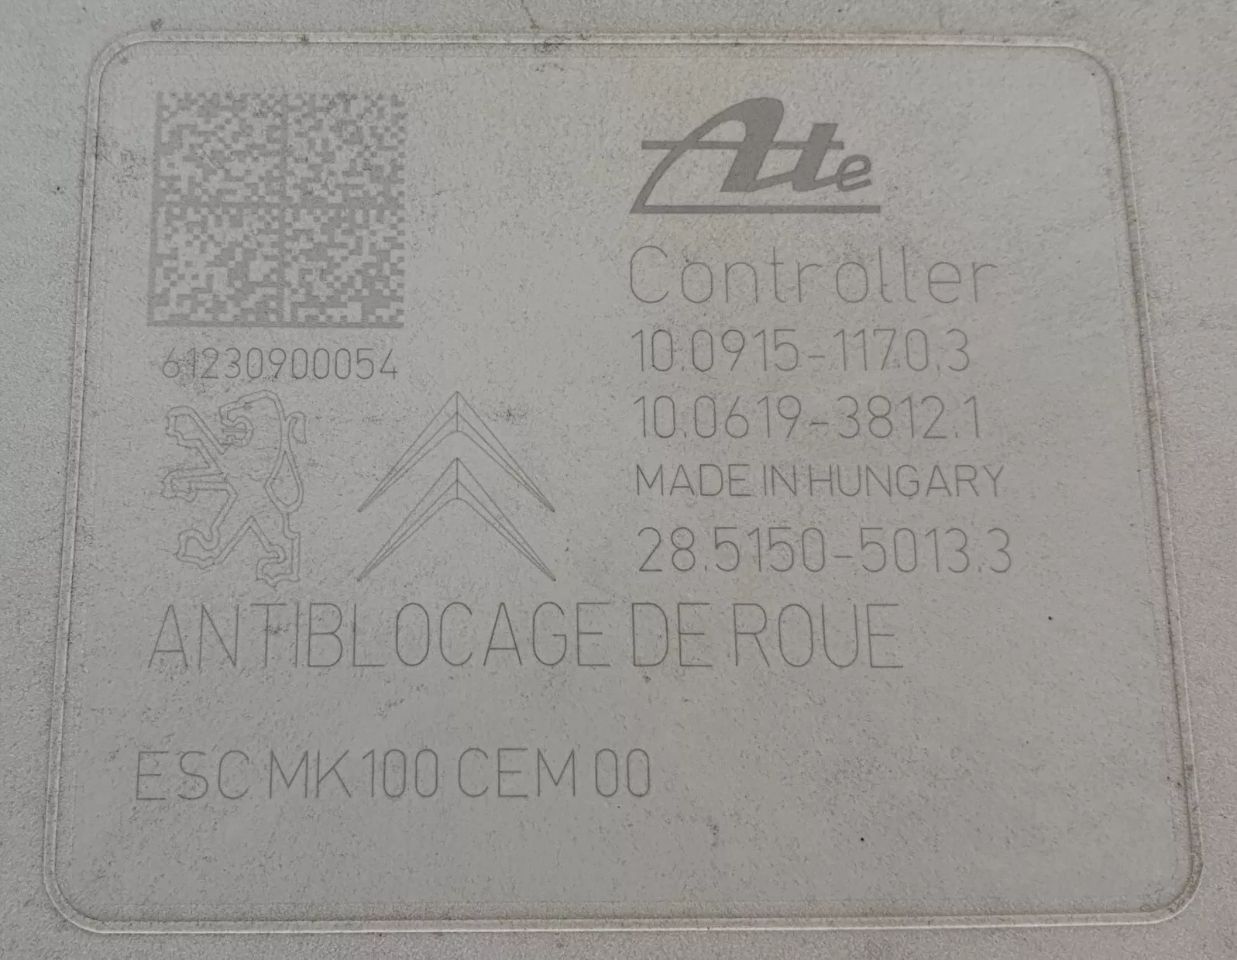 Ate
Controller
10.0915-1170.3
61230900054
10.0619-3812.1
MADE IN HUNGARY
28.5150-5013.3
ANTIBLOCAGE DE ROUE
ESC MK100 CEM 00